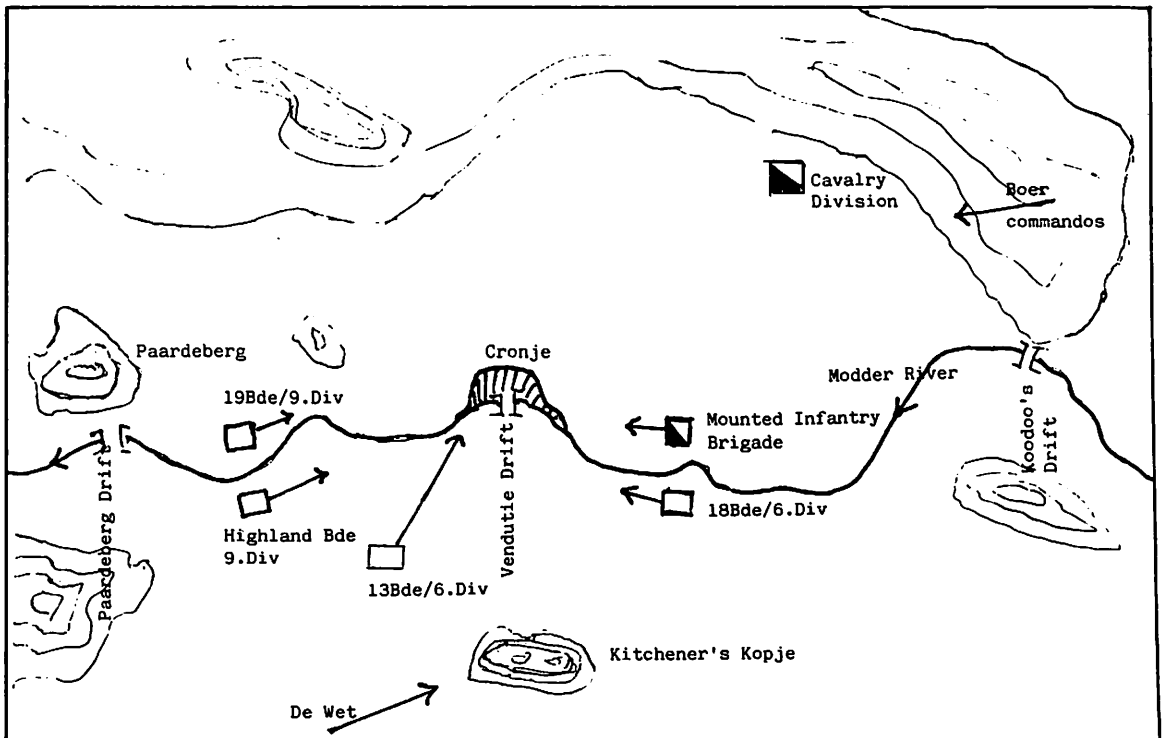 Cavalry
Division
Boer
commandos
Paardeberg
Cronje
Modder River
19Bde/9.Div
Mounted Infantry
Brigade
Koodoo's
Drift
Paardeberg Drift
Vendutie Drift
18Bde/6.Div
Highland Bde
9.Div
13Bde/6.Div
Kitchener's Kopje
De Wet